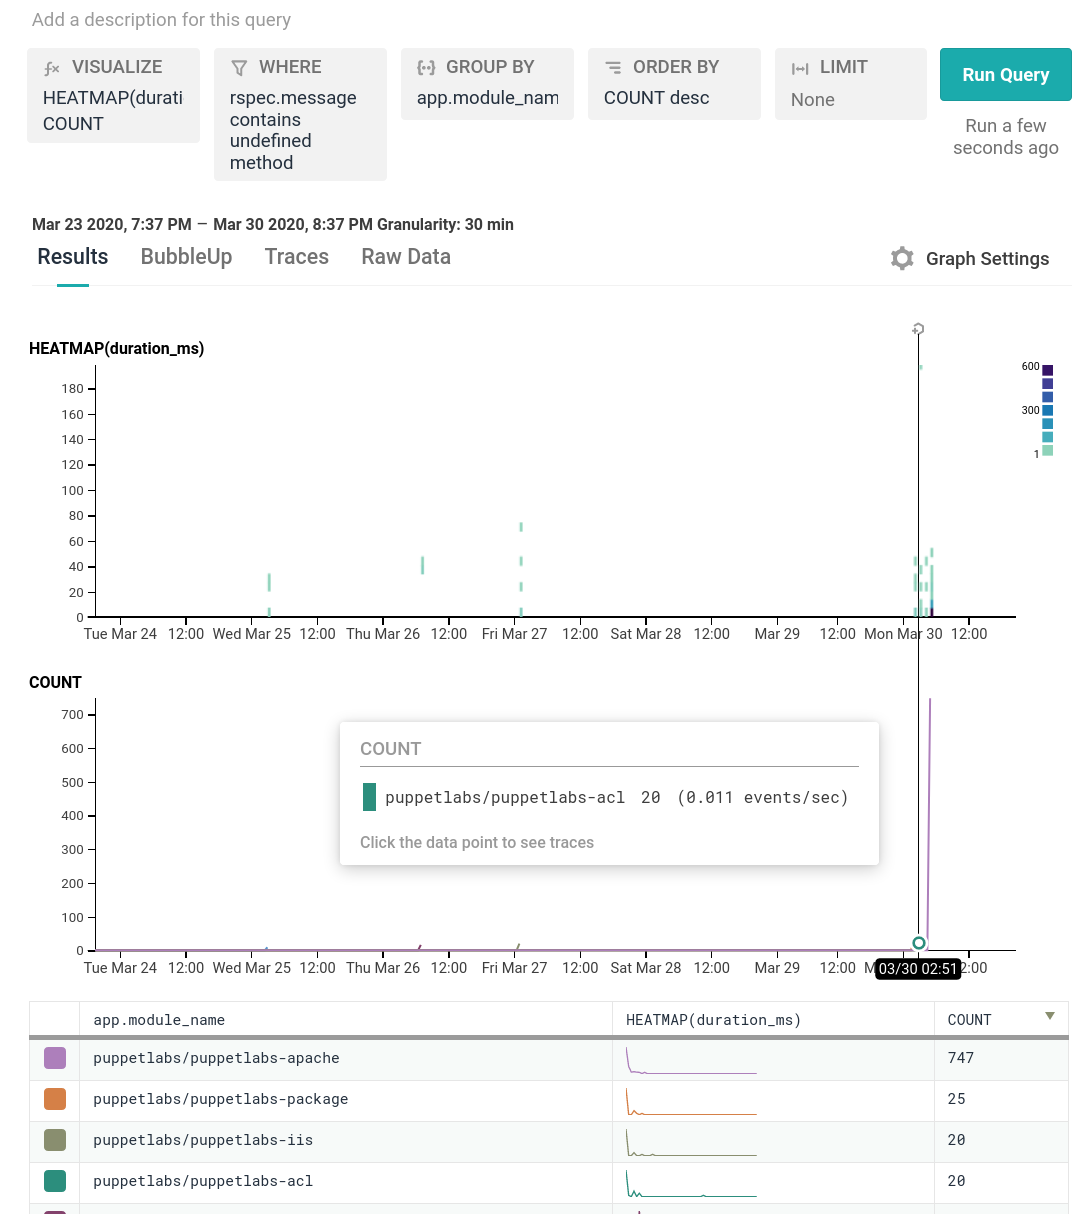 Add a description for this query
VISUALIZE
HEATMAP(durati
COUNT
WHERE
rspec.message
contains
undefined
method
GROUP BY
app.module_nam
ORDER BY
COUNT desc
LIMIT
None
Run Query
Run a few
seconds ago
Mar 23 2020, 7:37 PM — Mar 30 2020, 8:37 PM Granularity: 30 min
Results BubbleUp Traces Raw Data
Graph Settings
HEATMAP(duration_ms)
180
160
140
120
100
80
60
40
20
0
600
300
1
Tue Mar 24 12:00 Wed Mar 25 12:00 Thu Mar 26 12:00 Fri Mar 27 12:00 Sat Mar 28 12:00 Mar 29 12:00 Mon Mar 30 12:00
COUNT
700
600
500
400
300
200
100
0
COUNT
puppetlabs/puppetlabs-acl 20 (0.011 events/sec)
Click the data point to see traces
Tue Mar 24 12:00 Wed Mar 25 12:00 Thu Mar 26 12:00 Fri Mar 27 12:00 Sat Mar 28 12:00 Mar 29 12:00 M 03/30 02:51 2:00
app.module_name HEATMAP(duration_ms) COUNT
puppetlabs/puppetlabs-apache 747
puppetlabs/puppetlabs-package 25
puppetlabs/puppetlabs-iis 20
puppetlabs/puppetlabs-acl 20